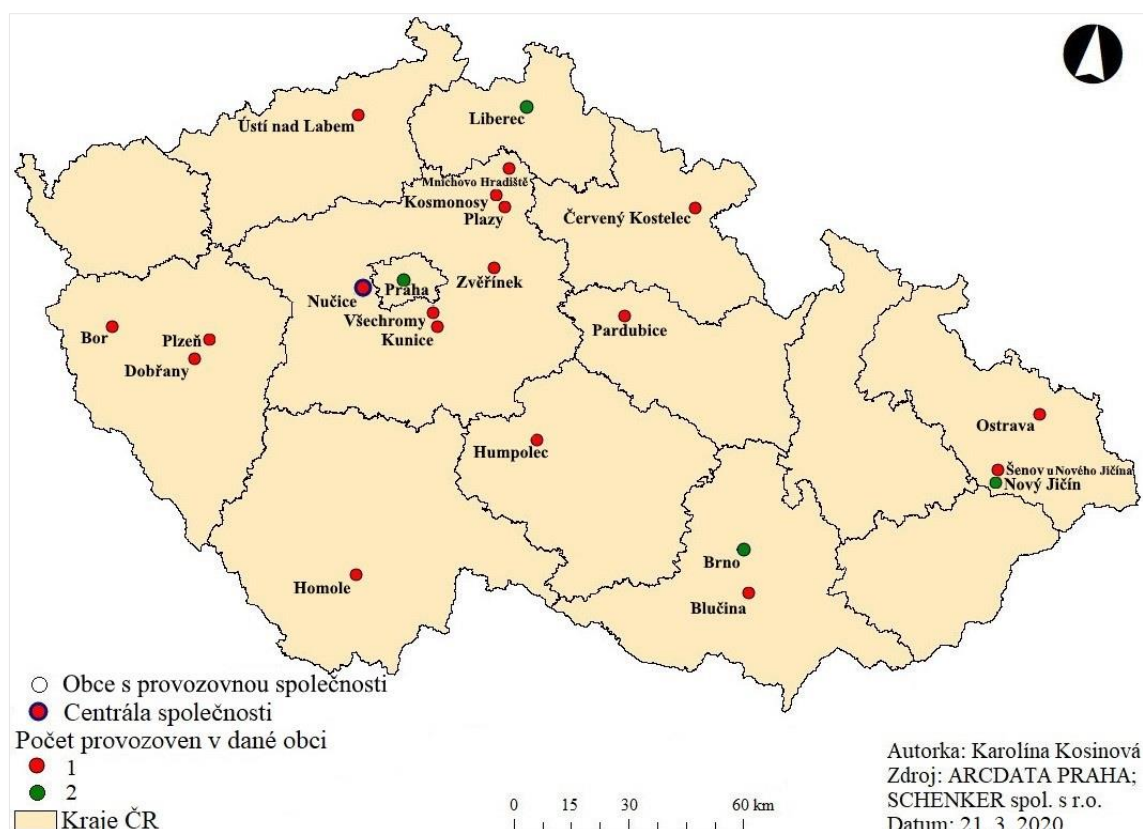 Ústí nad Labem
Liberec
Mnichovo Hradiště
Kosmonosy
Plazy
Červený Kostelec
Zvěřínek
Praha
Nučice
Všechromy
Kunice
Pardubice
Bor
Plzeň
Dobřany
Humpolec
Ostrava
Šenov u Nového Jičína
Nový Jičín
Brno
Homole
Blučina
Obce s provozovnou společnosti
Centrála společnosti
Počet provozoven v dané obci
1
2
Kraje ČR
0 15 30 60 km
Autorka: Karolína Kosinová
Zdroj: ARCDATA PRAHA;
SCHENKER spol. s r.o.
Datum: 21. 3. 2020